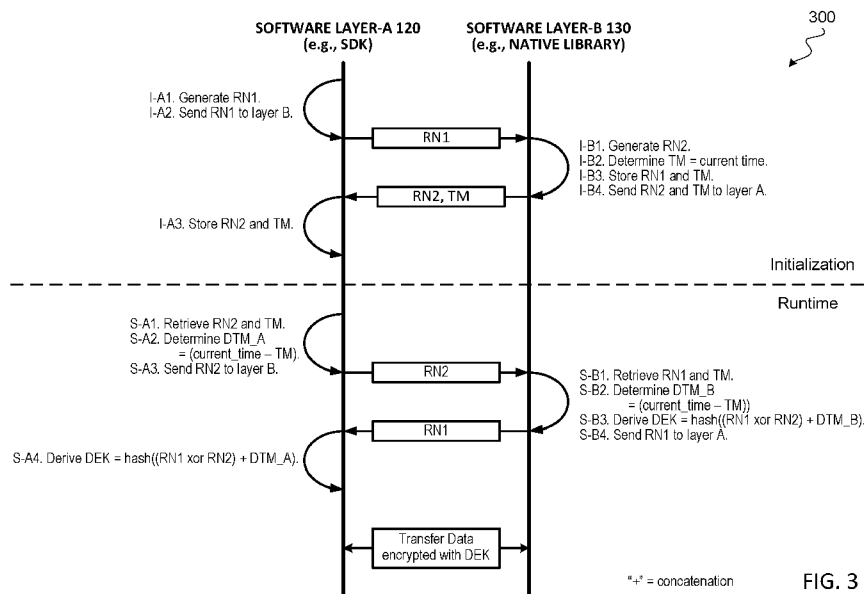 300
SOFTWARE LAYER-A 120
(e.g., SDK)
SOFTWARE LAYER-B 130
(e.g., NATIVE LIBRARY)
I-A1. Generate RN1.
I-A2. Send RN1 to layer B.
RN1
I-B1. Generate RN2.
I-B2. Determine TM = current time.
I-B3. Store RN1 and TM.
I-B4. Send RN2 and TM to layer A.
RN2, TM
I-A3. Store RN2 and TM.
Initialization
Runtime
S-A1. Retrieve RN2 and TM.
S-A2. Determine DTM_A
= (current_time – TM).
S-A3. Send RN2 to layer B.
RN2
S-B1. Retrieve RN1 and TM.
S-B2. Determine DTM_B
= (current_time – TM))
S-B3. Derive DEK = hash((RN1 xor RN2) + DTM_B).
S-B4. Send RN1 to layer A.
RN1
S-A4. Derive DEK = hash((RN1 xor RN2) + DTM_A).
Transfer Data
encrypted with DEK
"+" = concatenation
FIG. 3